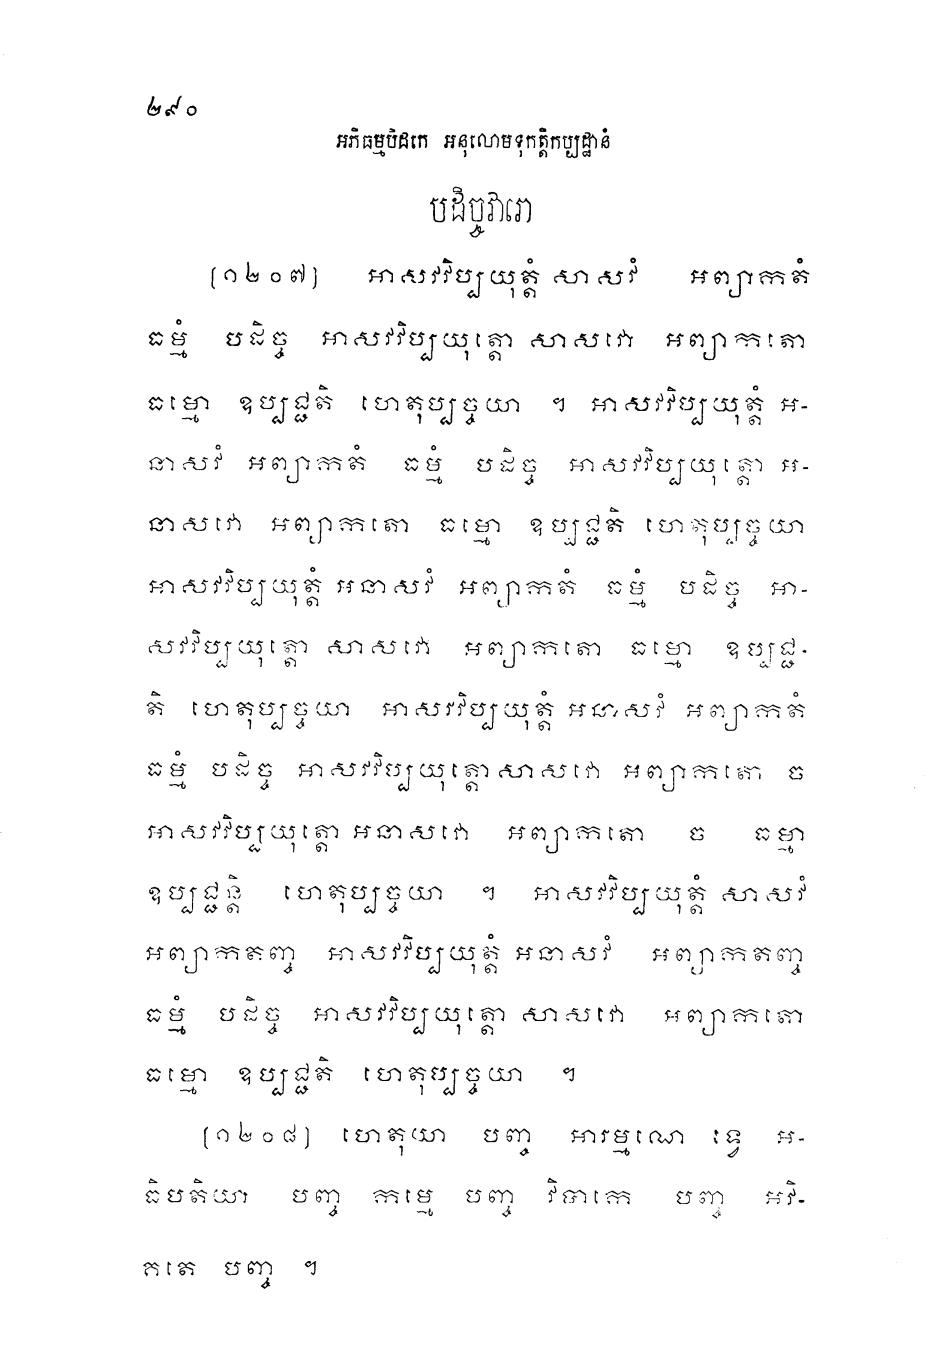 ២៩០
អភិធម្មបិដកេ អនុលោមទុកត្តិកប្បដ្ឋានំ
បដិច្ចវារោ
[១២០៧] អាសវវិប្បយុត្តំ សាសវំ អព្យាកតំ
ធម្មំ បដិច្ច អាសវវិប្បយុត្តោ សាសវោ អព្យាកតោ
ធម្មោ ឧប្បជ្ជតិ ហេតុប្បច្ចយា ។ អាសវវិប្បយុត្តំ អ-
នាសវំ អព្យាកតំ ធម្មំ បដិច្ច អាសវវិប្បយុត្តោ អ-
នាសវោ អព្យាកតោ ធម្មោ ឧប្បជ្ជតិ ហេតុប្បច្ចយា
អាសវវិប្បយុត្តំ អនាសវំ អព្យាកតំ ធម្មំ បដិច្ច អា-
សវវិប្បយុត្តោ សាសវោ អព្យាកតោ ធម្មោ ឧប្បជ្ជ-
តិ ហេតុប្បច្ចយា អាសវវិប្បយុត្តំ អនាសវំ អព្យាកតំ
ធម្មំ បដិច្ច អាសវវិប្បយុត្តោ សាសវោ អព្យាកតោ ច
អាសវវិប្បយុត្តោ អនាសវោ អព្យាកតោ ច ធម្មា
ឧប្បជ្ជន្តិ ហេតុប្បច្ចយា ។ អាសវវិប្បយុត្តំ សាសវំ
អព្យាកតញ្ច អាសវវិប្បយុត្តំ អនាសវំ អព្យាកតញ្ច
ធម្មំ បដិច្ច អាសវវិប្បយុត្តោ សាសវោ អព្យាកតោ
ធម្មោ ឧប្បជ្ជតិ ហេតុប្បច្ចយា ។
[១២០៨] ហេតុយា បញ្ច អារម្មណោ ទ្វេ អ-
ធិបតិយា បញ្ច កម្មេ បញ្ច វិបាកេ បញ្ច អវិ-
កតេ បញ្ច ។